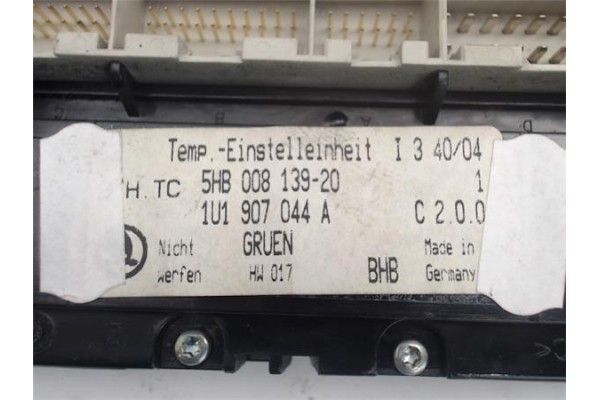 Temp.-Einstelleinheit I 3 40/04
H.TC 5HB 008 139-20 1
1U1 907 044 A C 2.0.0
Nicht GRUEN Made in
werfen HW 017 BHB Germany